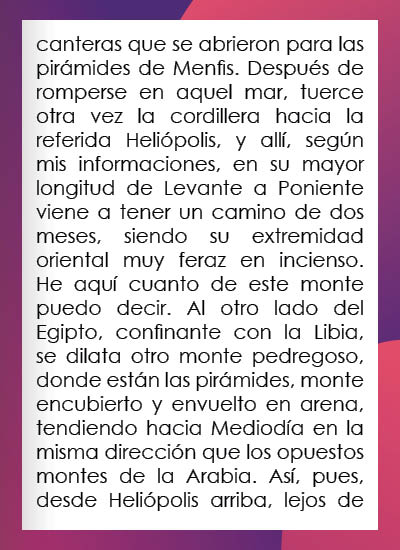 canteras que se abrieron para las
pirámides de Menfis. Después de
romperse en aquel mar, tuerce
otra vez la cordillera hacia la
referida Heliópolis, y allí, según
mis informaciones, en su mayor
longitud de Levante a Poniente
viene a tener un camino de dos
meses, siendo su extremidad
oriental muy feraz en incienso.
He aquí cuanto de este monte
puedo decir. Al otro lado del
Egipto, confinante con la Libia,
se dilata otro monte pedregoso,
donde están las pirámides, monte
encubierto y envuelto en arena,
tendiendo hacia Mediodía en la
misma dirección que los opuestos
montes de la Arabia. Así, pues,
desde Heliópolis arriba, lejos de